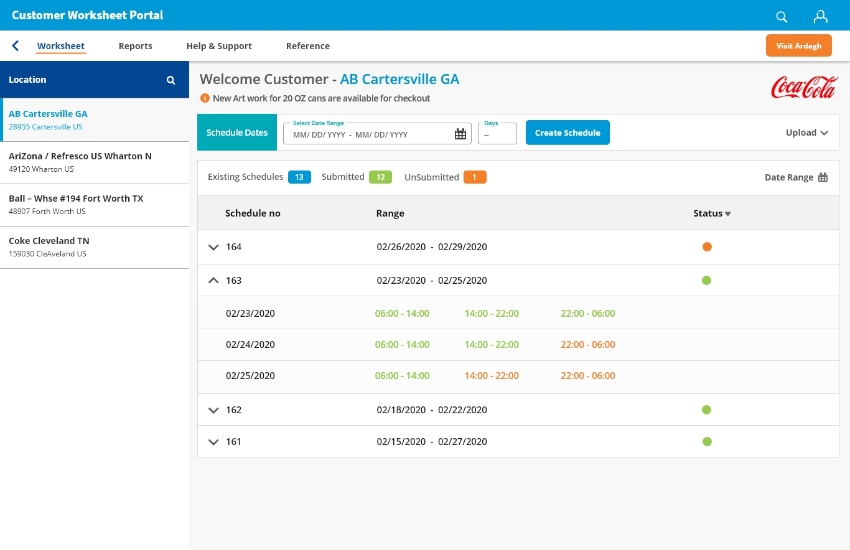 Customer Worksheet Portal
Worksheet Reports Help & Support Reference Visit Ardagh
Location
AB Cartersville GA
28955 Cartersville US
AriZona / Refresco US Wharton N
49120 Wharton US
Ball – Whse #194 Fort Worth TX
48907 Forth Worth US
Coke Cleveland TN
159030 CleAveland US
Welcome Customer - AB Cartersville GA
New Art work for 20 OZ cans are available for checkout
Coca-Cola
Schedule Dates
Select Date Range
MM/ DD/ YYYY - MM/ DD/ YYYY
Days
--
Create Schedule
Upload
Existing Schedules 13 Submitted 12 UnSubmitted 1 Date Range
Schedule no Range Status
164 02/26/2020 - 02/29/2020
163 02/23/2020 - 02/25/2020
02/23/2020 06:00 - 14:00 14:00 - 22:00 22:00 - 06:00
02/24/2020 06:00 - 14:00 14:00 - 22:00 22:00 - 06:00
02/25/2020 06:00 - 14:00 14:00 - 22:00 22:00 - 06:00
162 02/18/2020 - 02/22/2020
161 02/15/2020 - 02/27/2020